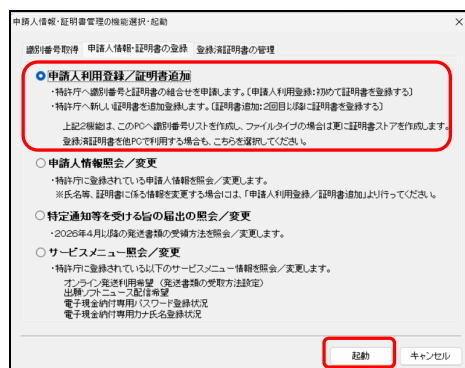 申請人情報・証明書管理の機能選択・起動
識別番号取得 申請人情報・証明書の登録 登録済証明書の管理
申請人利用登録／証明書追加
・特許庁へ識別番号と証明書の組合せを申請します。〔申請人利用登録：初めて証明書を登録する〕
・特許庁へ新しい証明書を追加登録します。〔証明書追加：2回目以降に証明書を登録する〕
上記2機能は、このPCへ識別番号リストを作成し、ファイルタイプの場合は更に証明書ストアを作成します。
登録済証明書を他PCで利用する場合も、こちらを選択してください。
申請人情報照会／変更
・特許庁に登録されている申請人情報を照会／変更します。
※氏名等、証明書に係る情報を変更する場合には、「申請人利用登録／証明書追加」より行ってください。
特定通知等を受ける旨の届出の照会／変更
・2026年4月以降の発送書類の受領方法を照会／変更します。
サービスメニュー照会／変更
・特許庁に登録されている以下のサービスメニュー情報を照会／変更します。
オンライン発送利用希望（発送書類の受取方法設定）
出願ソフトニュース配信希望
電子現金納付専用パスワード登録状況
電子現金納付専用カナ氏名登録状況
起動 キャンセル